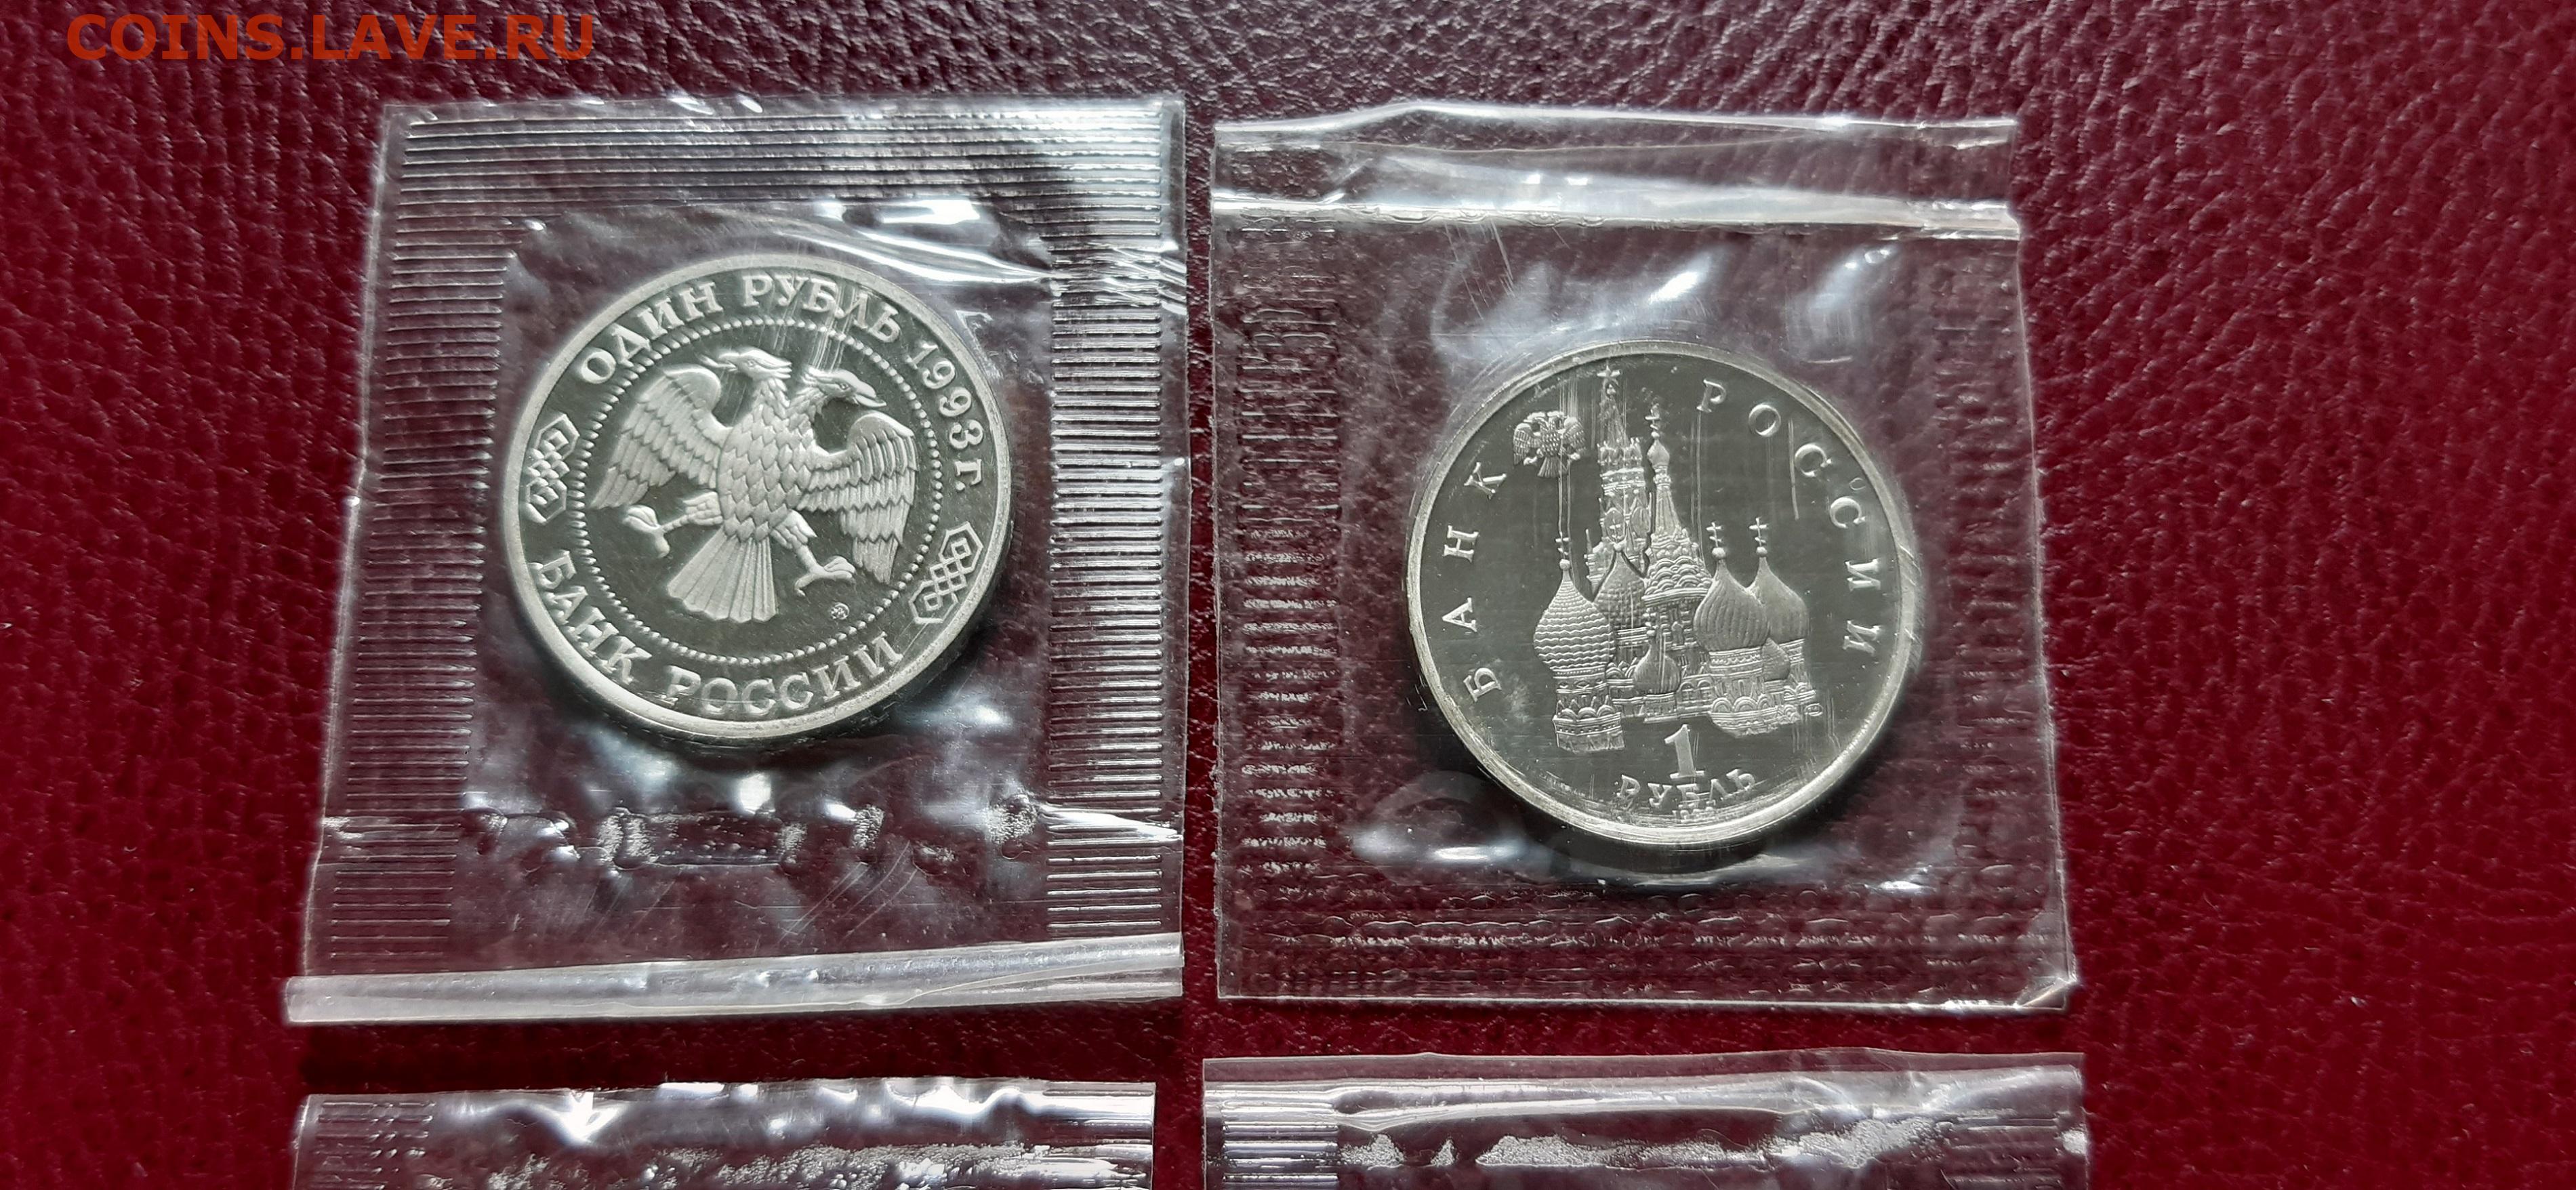 COINS.LAVE.RU
ОДИН РУБЛЬ 1993 г.
БАНК РОССИИ
БАНК РОССИИ
1
РУБЛЬ